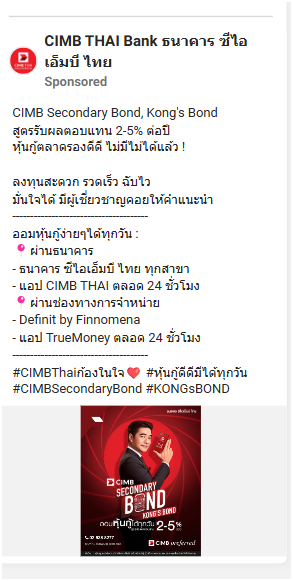 CIMB THAI Bank ธนาคาร ซีไอ
เอ็มบี ไทย
Sponsored
CIMB Secondary Bond, Kong's Bond
สูตรรับผลตอบแทน 2-5% ต่อปี
หุ้นกู้ตลาดรองดีดี ไม่มีไม่ได้แล้ว !
ลงทุนสะดวก รวดเร็ว ฉับไว
มั่นใจได้ มีผู้เชี่ยวชาญคอยให้คำแนะนำ
--------------------------------------
ออมหุ้นกู้ง่ายๆได้ทุกวัน :
📍 ผ่านธนาคาร
- ธนาคาร ซีไอเอ็มบี ไทย ทุกสาขา
- แอป CIMB THAI ตลอด 24 ชั่วโมง
📍 ผ่านช่องทางการจำหน่าย
- Definit by Finnomena
- แอป TrueMoney ตลอด 24 ชั่วโมง
--------------------------------------
#CIMBThaiก้องในใจ❤️ #หุ้นกู้ดีดีมีได้ทุกวัน
#CIMBSecondaryBond #KONGsBOND
CIMB
SECONDARY
BOND
KONG'S BOND
ออมหุ้นกู้ได้ทุกวัน 2-5%
02 626 7777
CIMB preferred